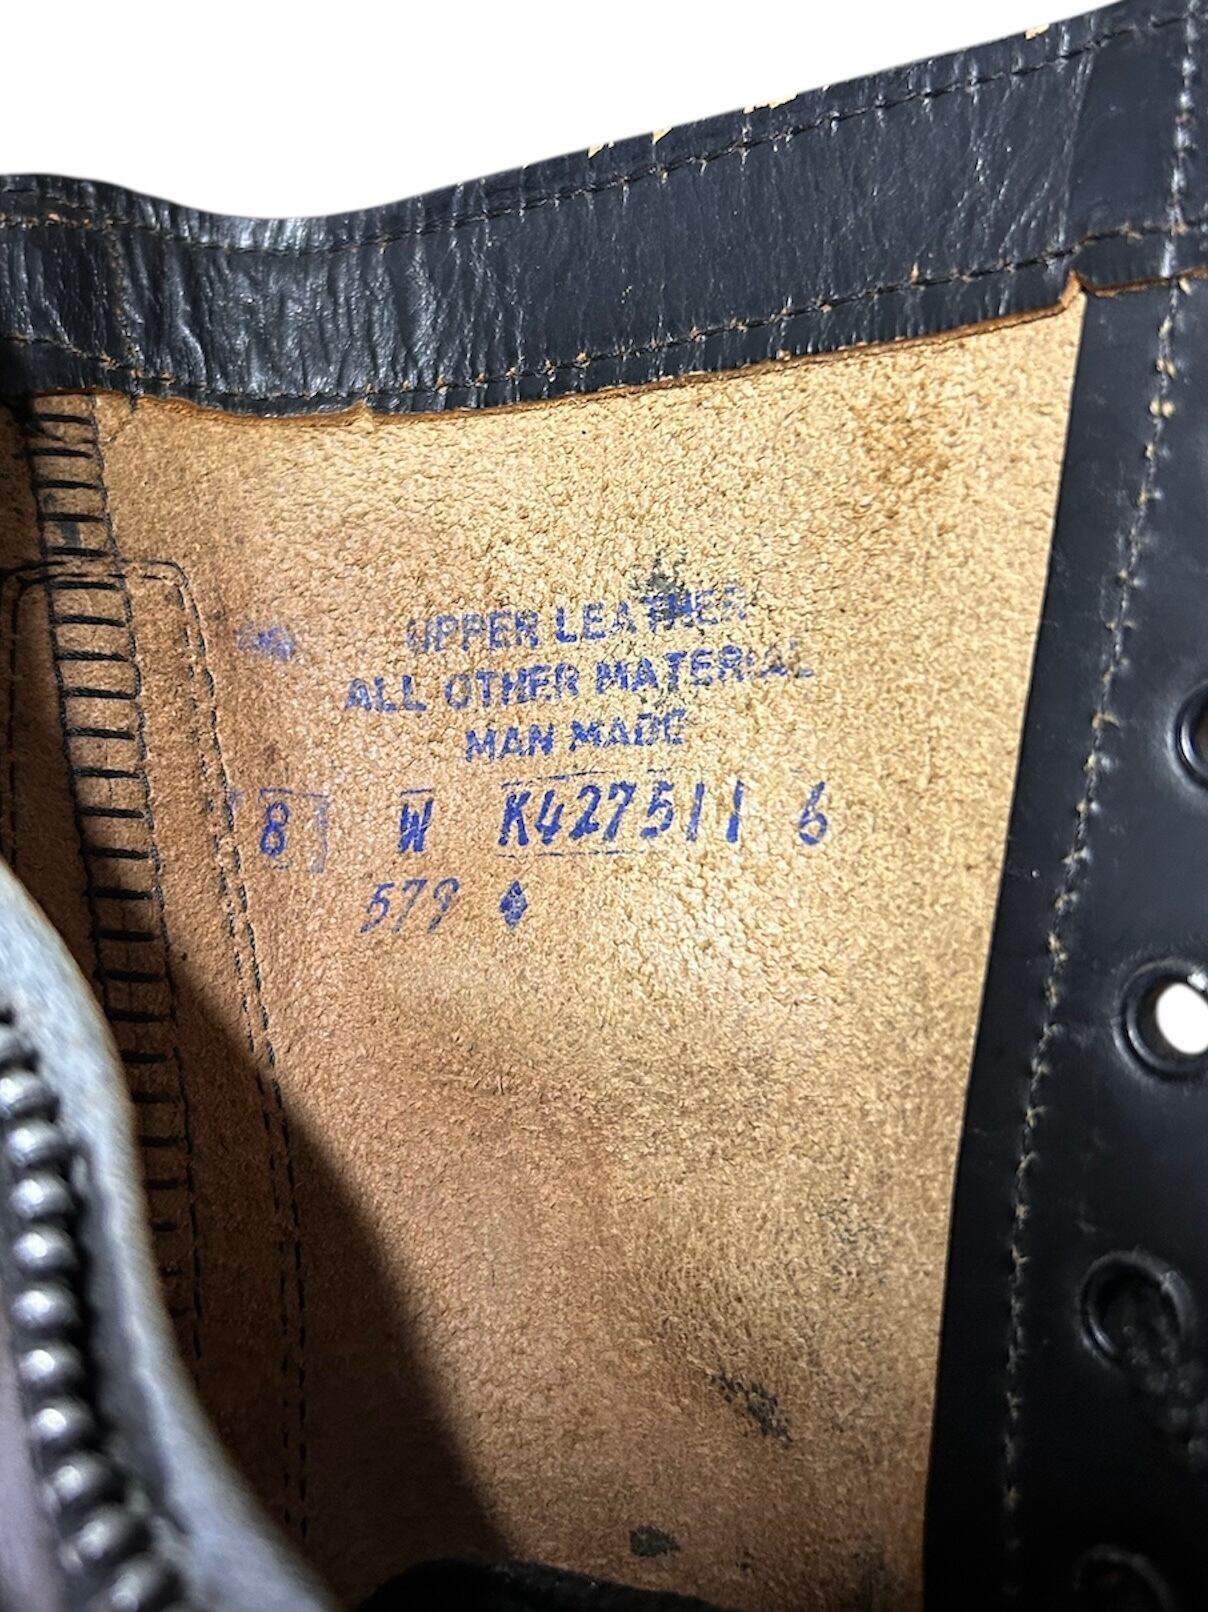 UPPER LEATHER
ALL OTHER MATERIAL
MAN MADE
8 W K427511 6
579